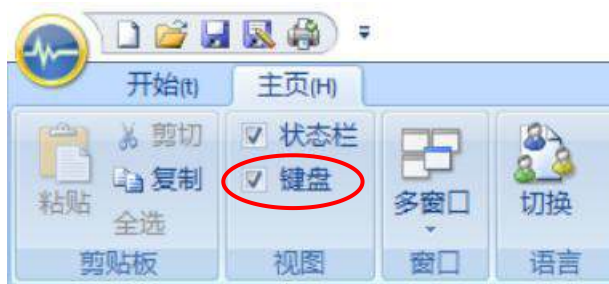 开始(t) 主页(H)
剪切
复制
全选
粘贴
剪贴板
状态栏
键盘
视图
多窗口
窗口
切换
语言